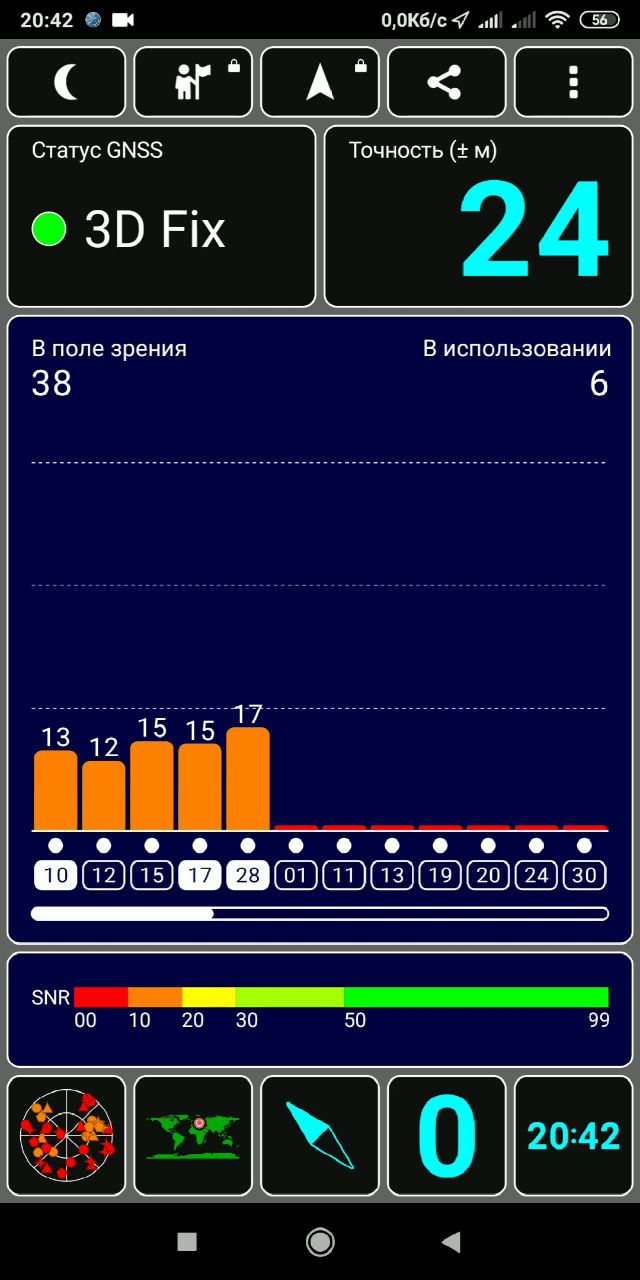 20:42 0,0Кб/с 56
Статус GNSS
3D Fix
Точность (± м)
24
В поле зрения
38
В использовании
6
13 12 15 15 17
10 12 15 17 28 01 11 13 19 20 24 30
SNR
00 10 20 30 50 99
0
20:42